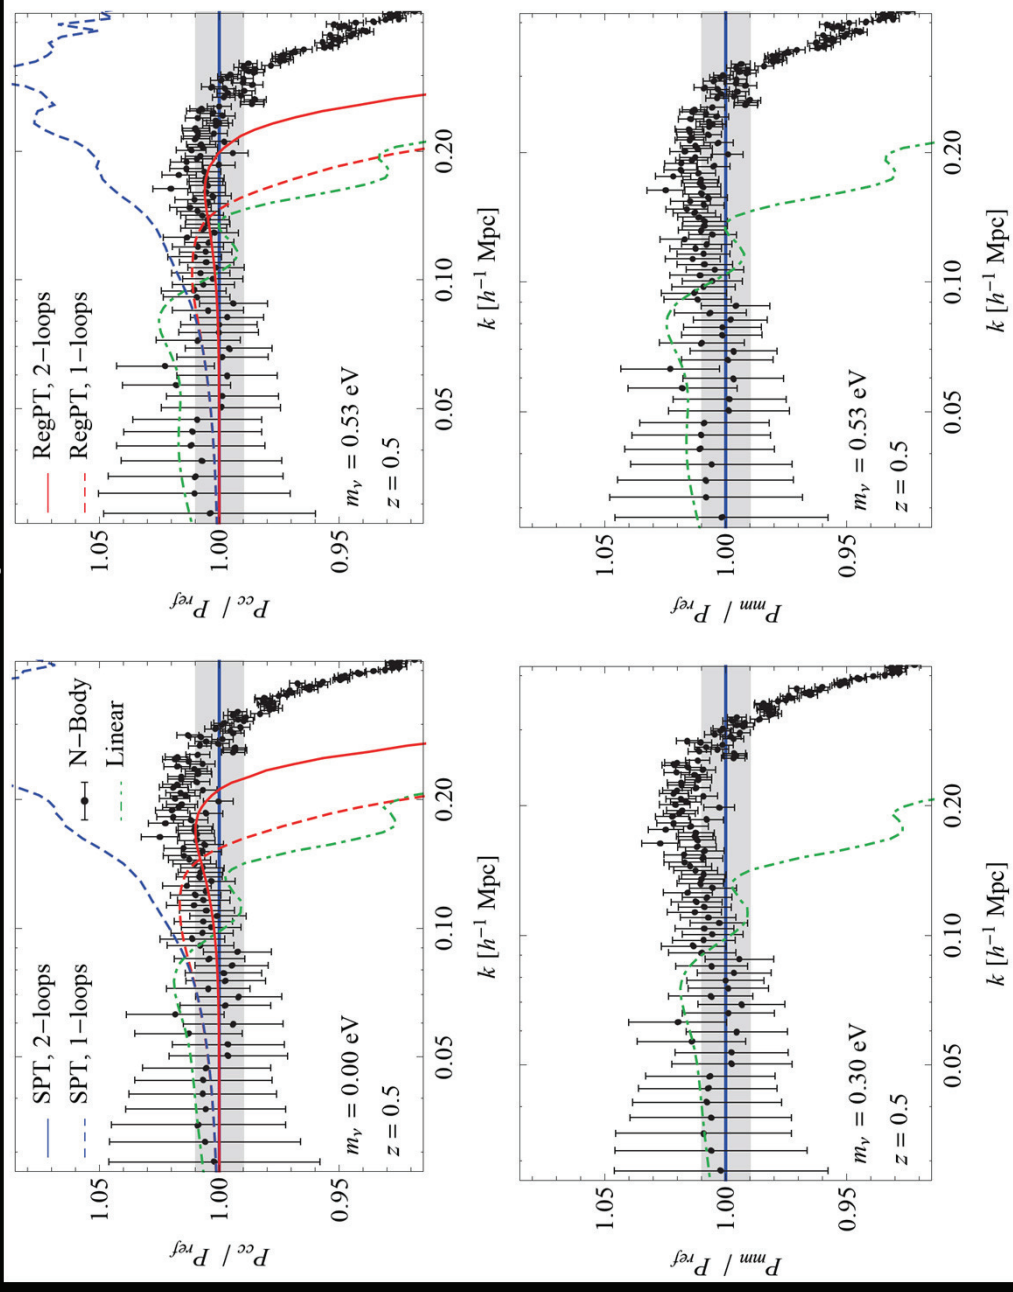 SPT, 2−loops
SPT, 1−loops
N−Body
Linear
1.05
1.00
0.95
P_cc / P_ref
m_ν = 0.00 eV
z = 0.5
0.05 0.10 0.20
k [h⁻¹ Mpc]
RegPT, 2−loops
RegPT, 1−loops
1.05
1.00
0.95
P_cc / P_ref
m_ν = 0.53 eV
z = 0.5
0.05 0.10 0.20
k [h⁻¹ Mpc]
1.05
1.00
0.95
P_mm / P_ref
m_ν = 0.30 eV
z = 0.5
0.05 0.10 0.20
k [h⁻¹ Mpc]
1.05
1.00
0.95
P_mm / P_ref
m_ν = 0.53 eV
z = 0.5
0.05 0.10 0.20
k [h⁻¹ Mpc]